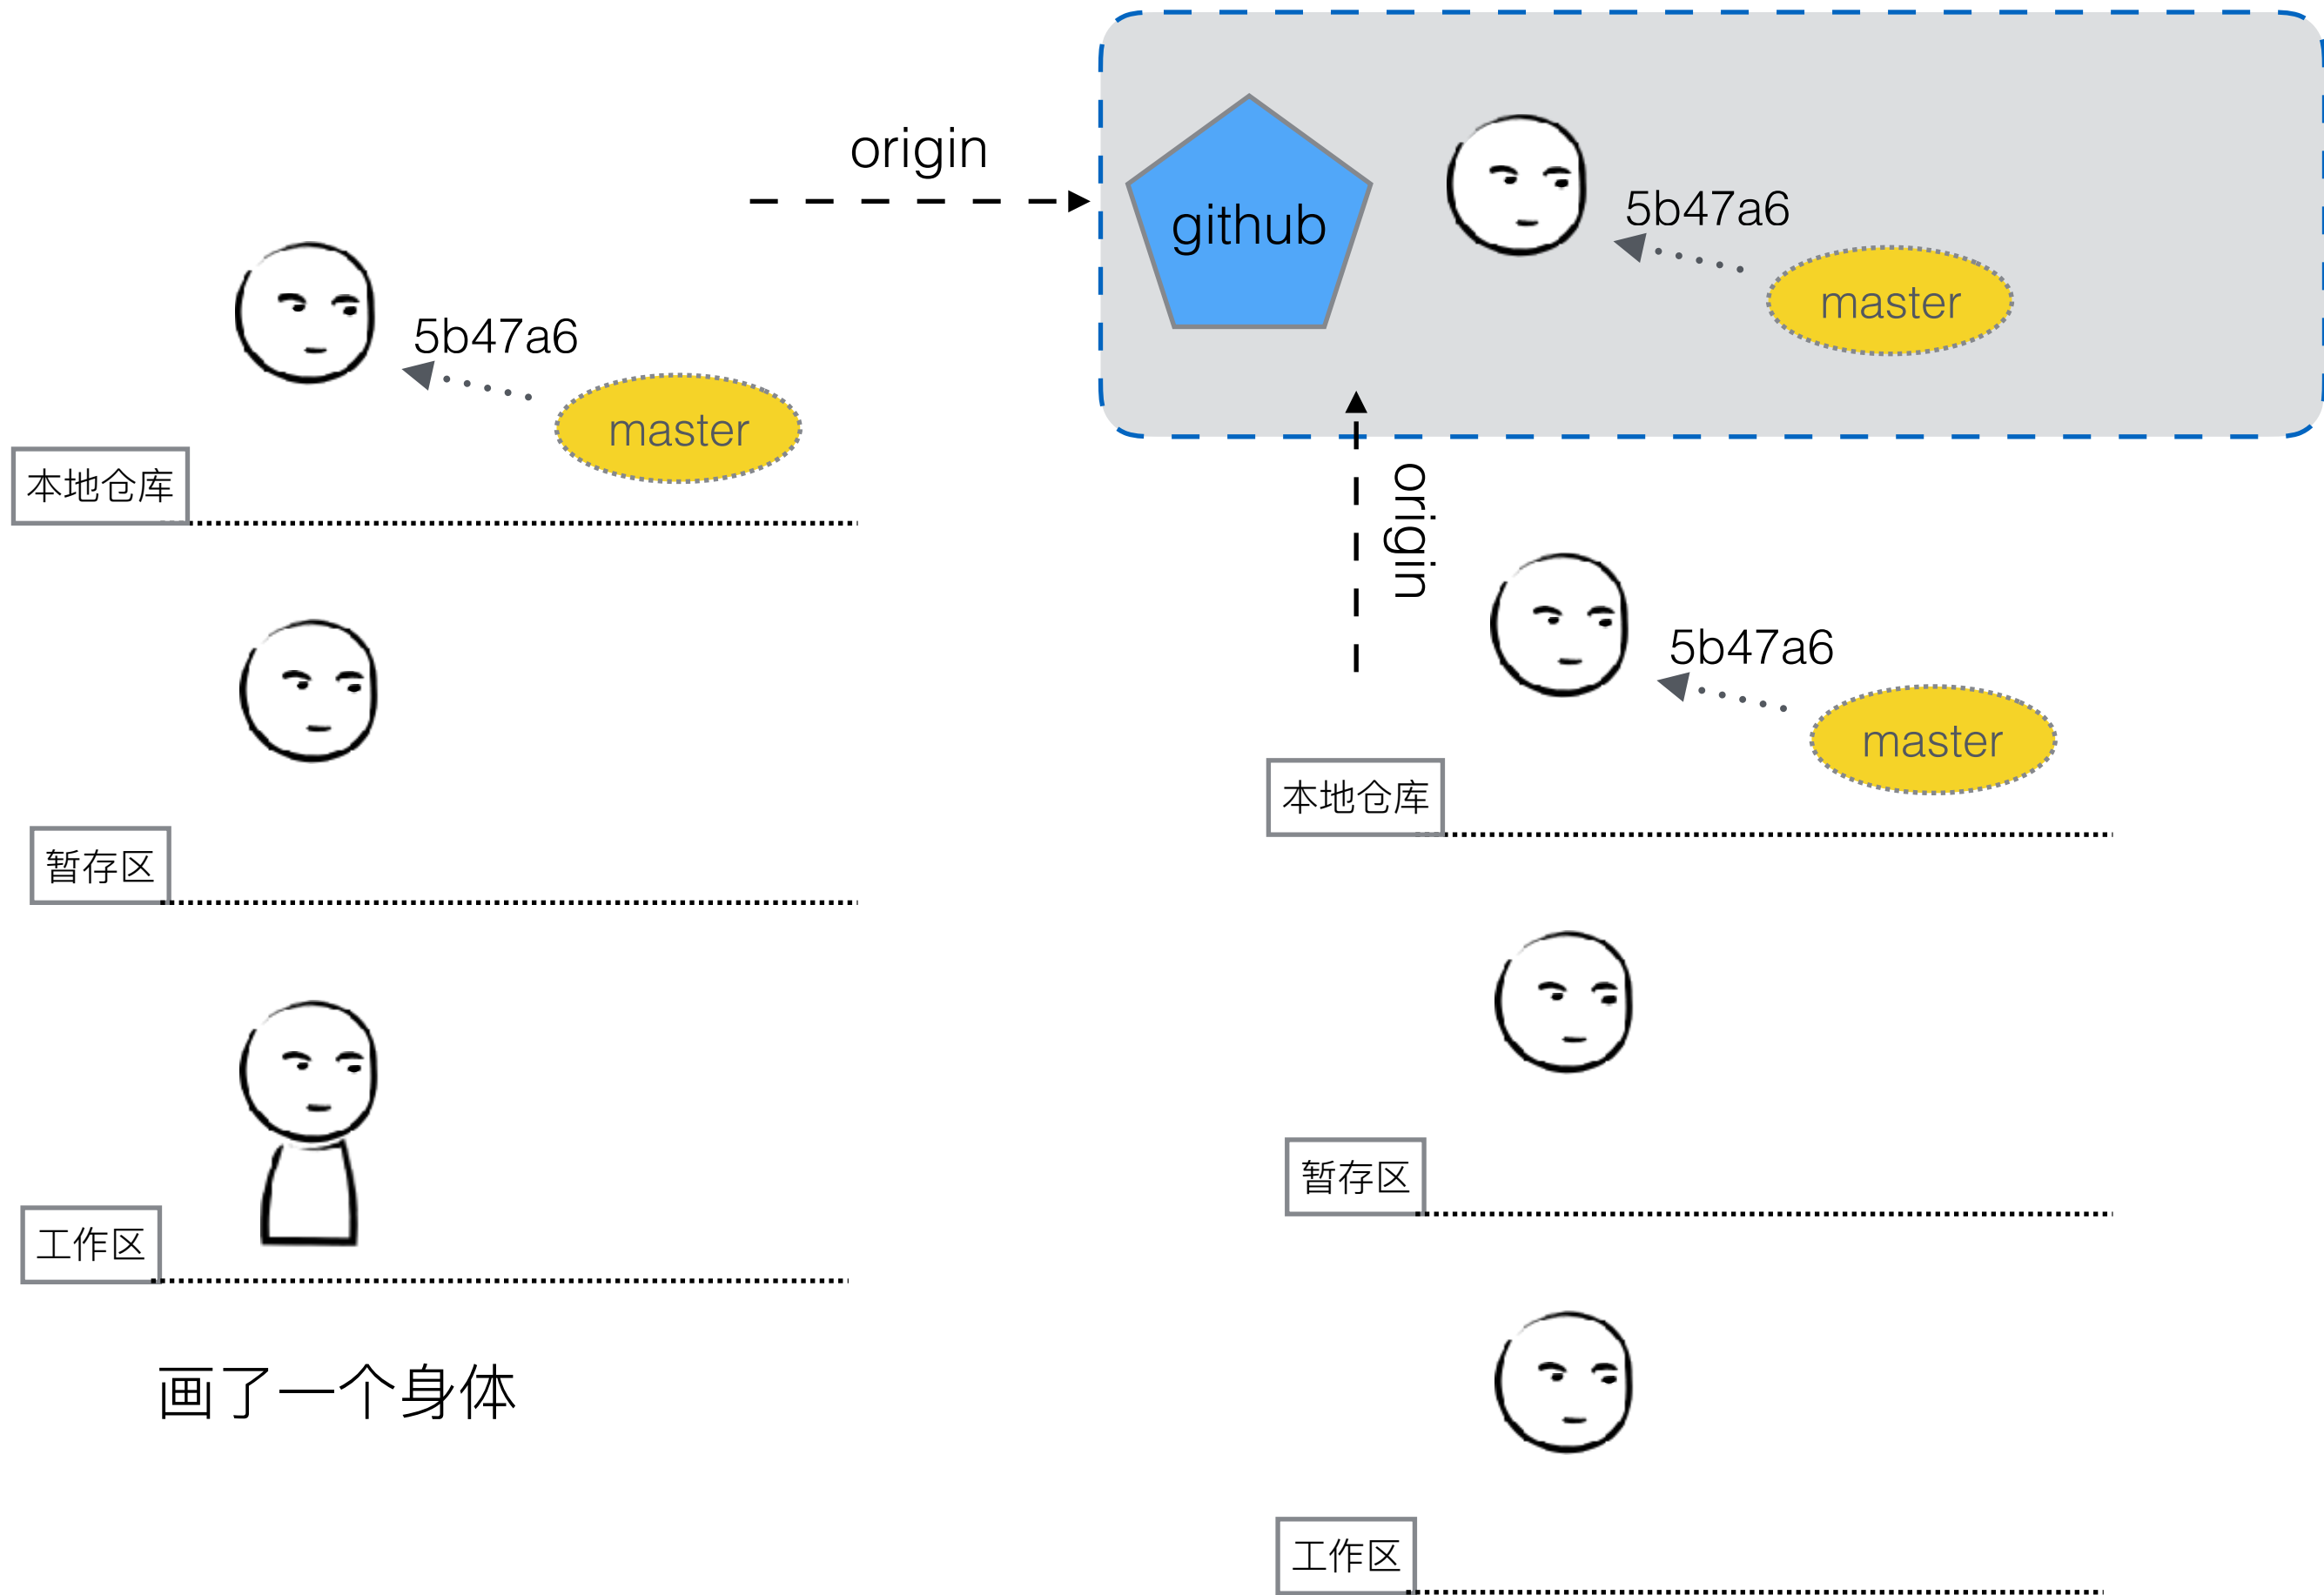 origin
github
5b47a6
master
5b47a6
master
本地仓库
origin
5b47a6
master
本地仓库
暂存区
暂存区
工作区
画了一个身体
工作区